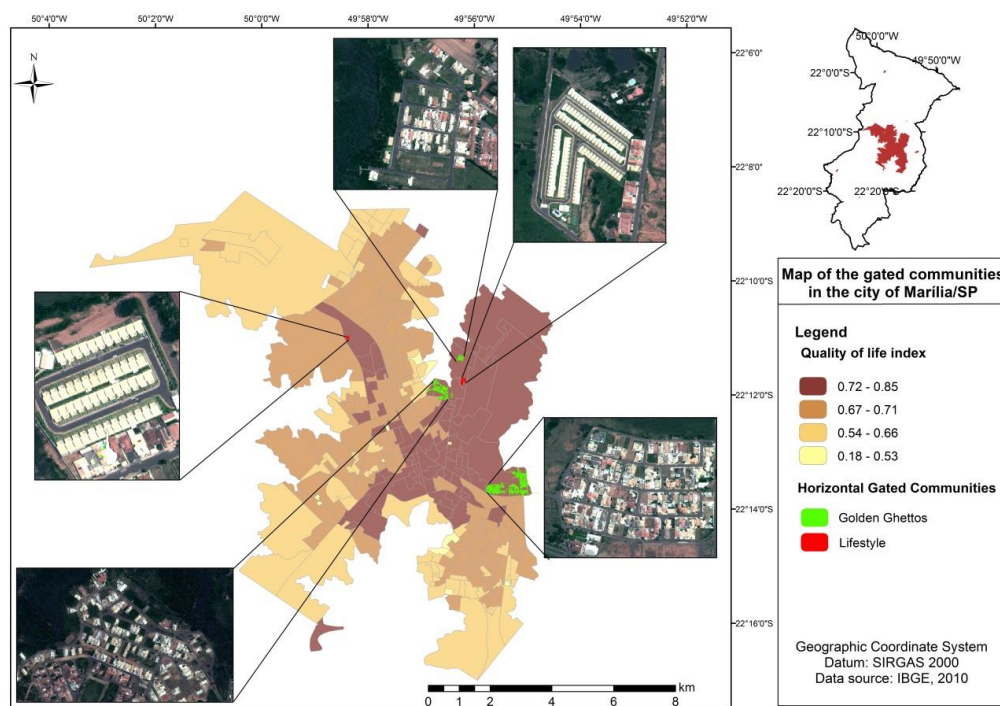 50°4'0"W 50°2'0"W 50°0'0"W 49°58'0"W 49°56'0"W 49°54'0"W 49°52'0"W
N
22°6'0"
22°8'0"
22°10'0"S
22°12'0"S
22°14'0"S
22°16'0"S
km
0 1 2 4 6 8
50°0'0"W
49°50'0"W
22°0'0"S
22°10'0"S
22°20'0"S
22°20'0"S
Map of the gated communities
in the city of Marília/SP
Legend
Quality of life index
0.72 - 0.85
0.67 - 0.71
0.54 - 0.66
0.18 - 0.53
Horizontal Gated Communities
Golden Ghettos
Lifestyle
Geographic Coordinate System
Datum: SIRGAS 2000
Data source: IBGE, 2010